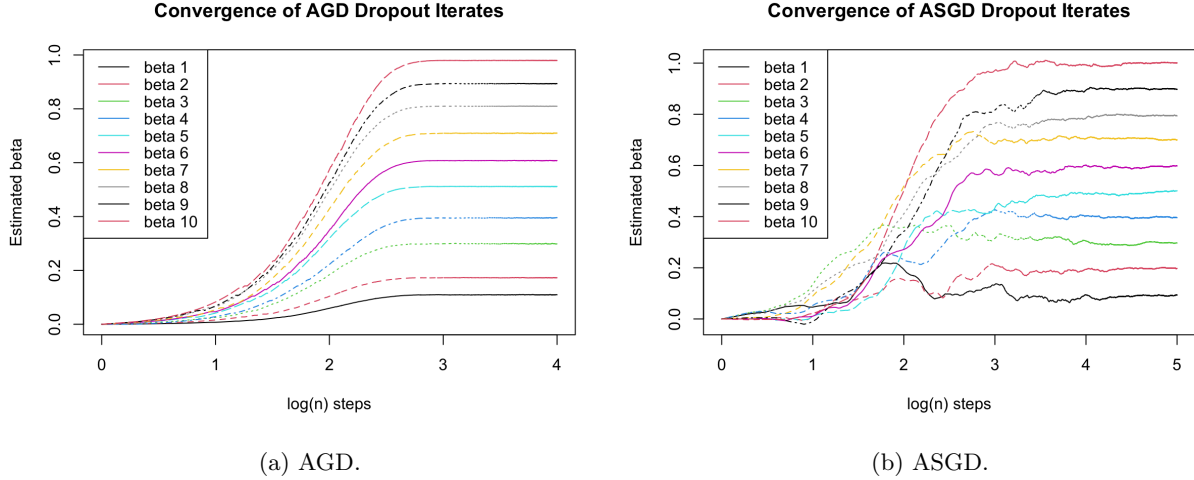 Convergence of AGD Dropout Iterates
Estimated beta
1.0
0.8
0.6
0.4
0.2
0.0
beta 1
beta 2
beta 3
beta 4
beta 5
beta 6
beta 7
beta 8
beta 9
beta 10
0 1 2 3 4
log(n) steps
(a) AGD.
Convergence of ASGD Dropout Iterates
Estimated beta
1.0
0.8
0.6
0.4
0.2
0.0
beta 1
beta 2
beta 3
beta 4
beta 5
beta 6
beta 7
beta 8
beta 9
beta 10
0 1 2 3 4 5
log(n) steps
(b) ASGD.